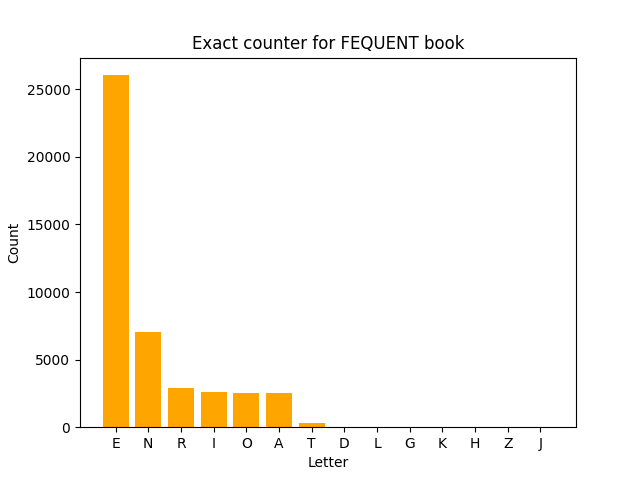 Exact counter for FEQUENT book
Count
25000
20000
15000
10000
5000
0
E N R I O A T D L G K H Z J
Letter